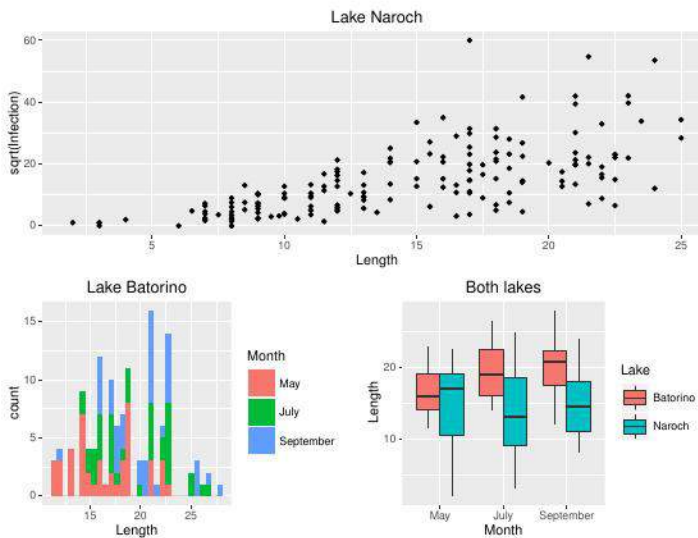 Lake Naroch
60
40
20
0
sqrt(Infection)
5
10
15
20
25
Length
Lake Batorino
15
10
5
0
count
15
20
25
Length
Month
May
July
September
Both lakes
20
10
Length
May
July
September
Month
Lake
Batorino
Naroch